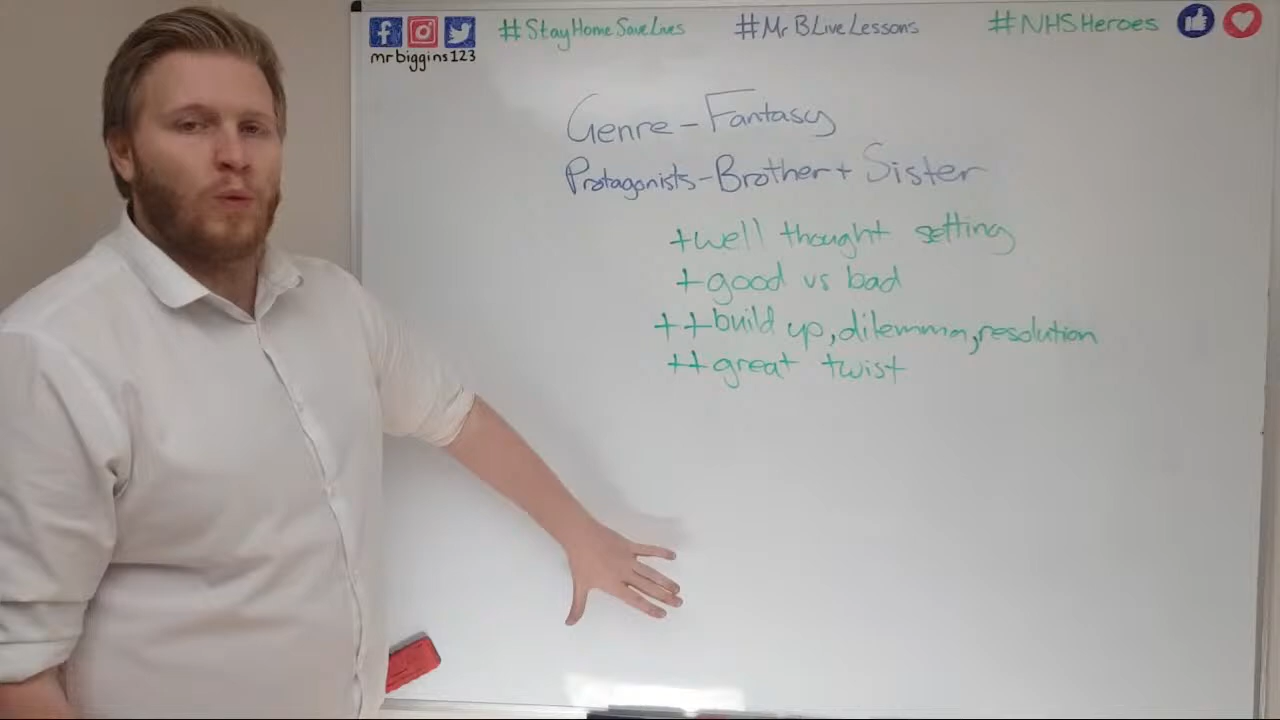 #StayHomeSaveLives #MrBLiveLessons #NHSHeroes
mrbiggins123
Genre - Fantasy
Protagonists - Brother + Sister
+well thought setting
+good vs bad
++build up, dilemma, resolution
++great twist